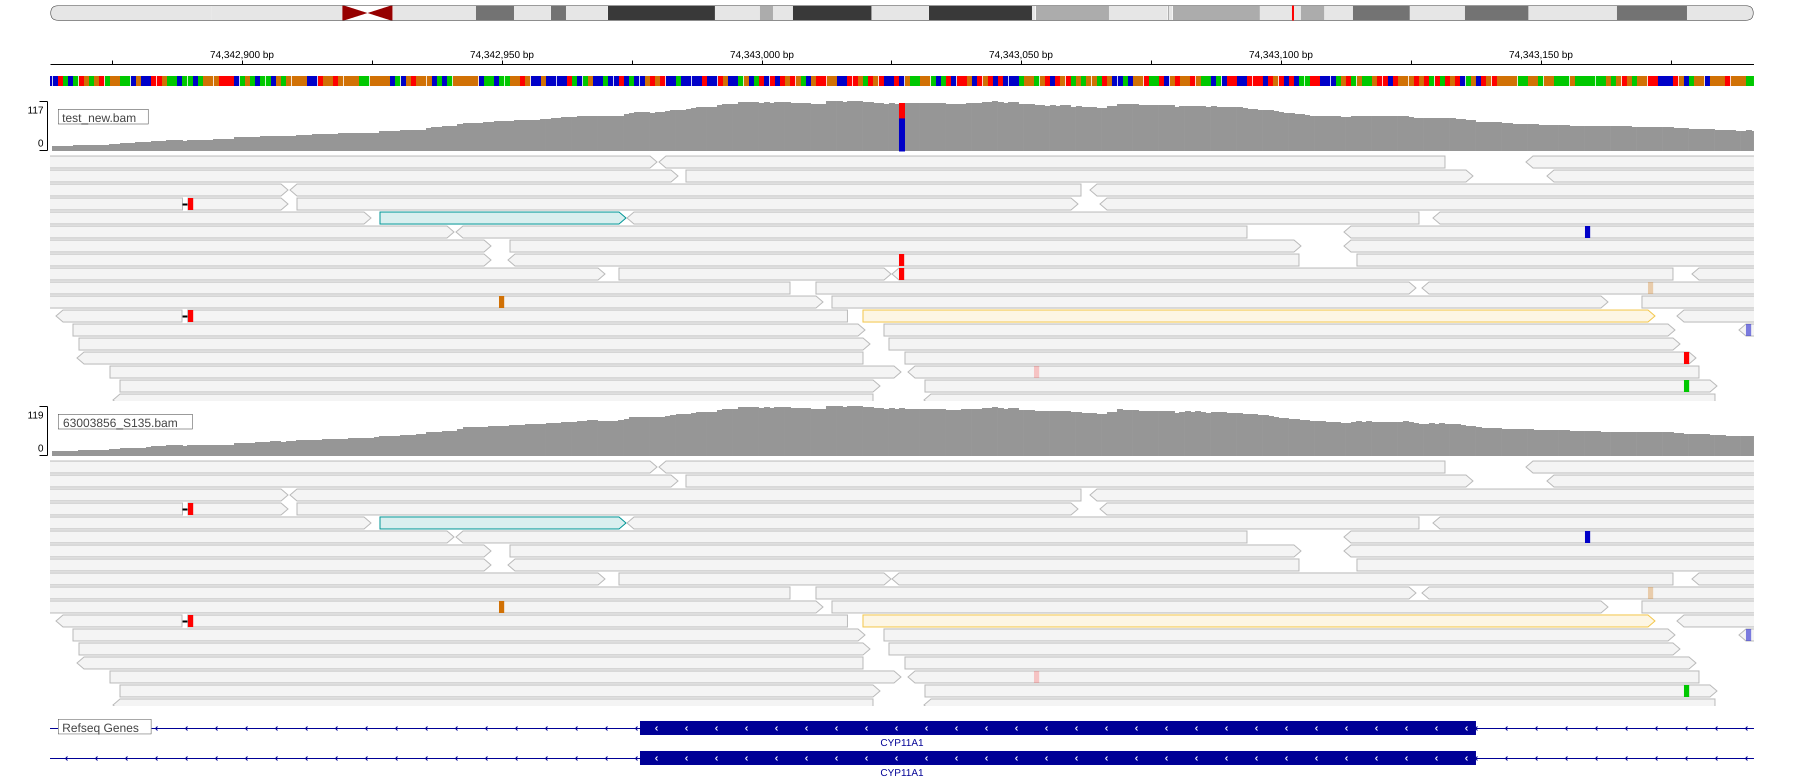 74,342,900 bp 74,342,950 bp 74,343,000 bp 74,343,050 bp 74,343,100 bp 74,343,150 bp
117
test_new.bam
0
119
63003856_S135.bam
0
Refseq Genes
CYP11A1
CYP11A1